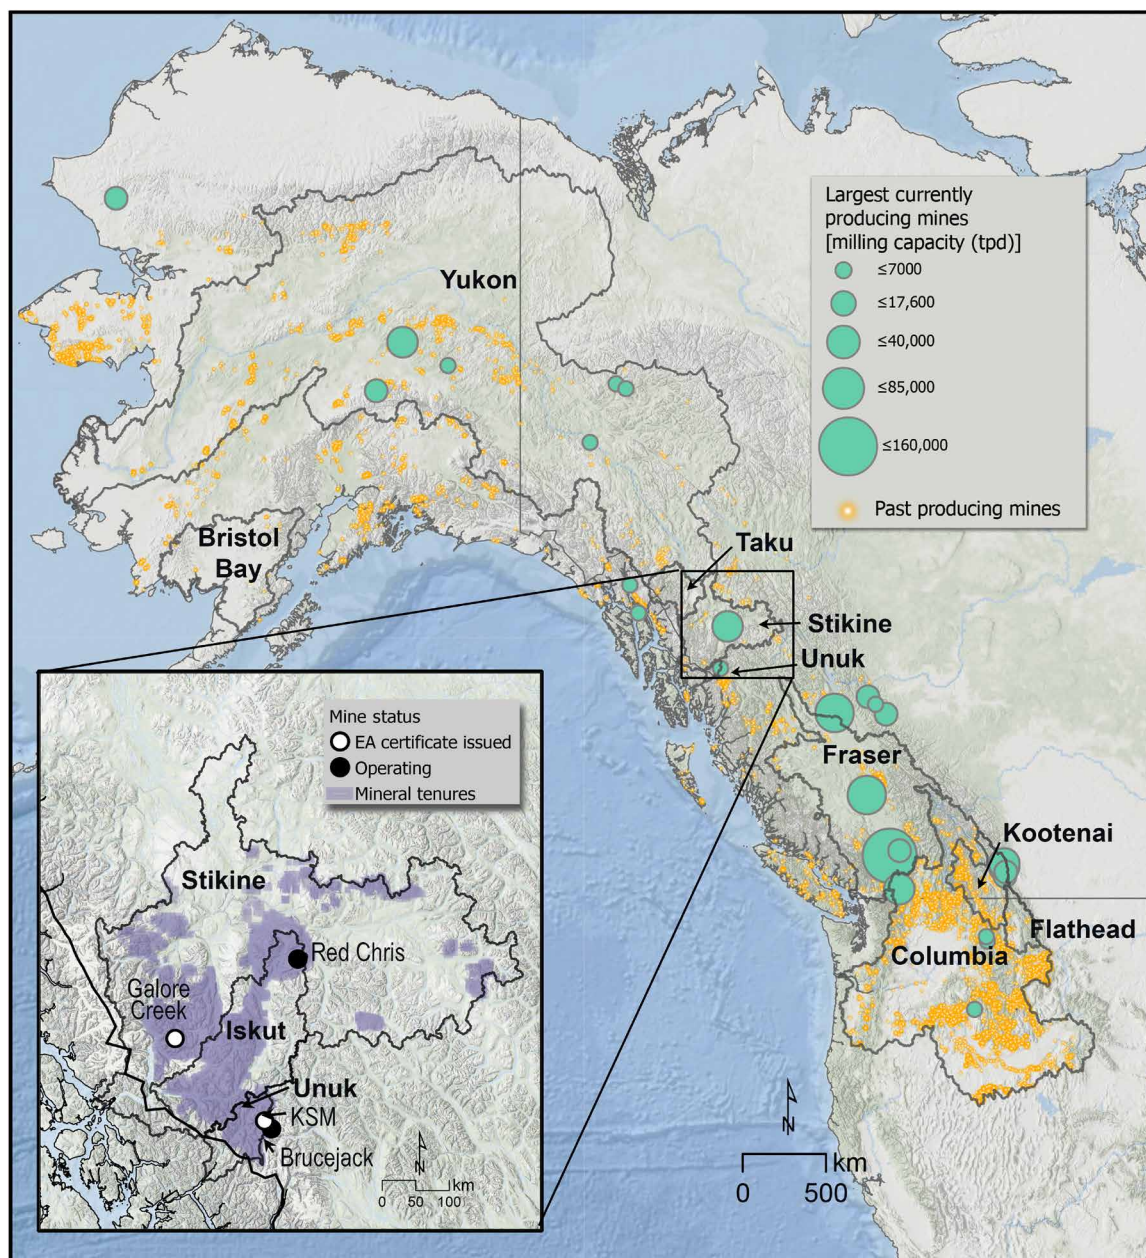 Largest currently
producing mines
[milling capacity (tpd)]
≤7000
≤17,600
≤40,000
≤85,000
≤160,000
Past producing mines
Yukon
Bristol
Bay
Taku
Stikine
Unuk
Fraser
Kootenai
Flathead
Columbia
Mine status
EA certificate issued
Operating
Mineral tenures
Stikine
Red Chris
Galore
Creek
Iskut
Unuk
KSM
Brucejack
N
km
0 50 100
N
km
0 500